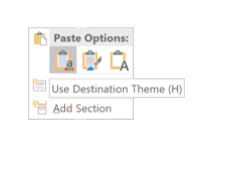 Paste Options:
Use Destination Theme (H)
Add Section